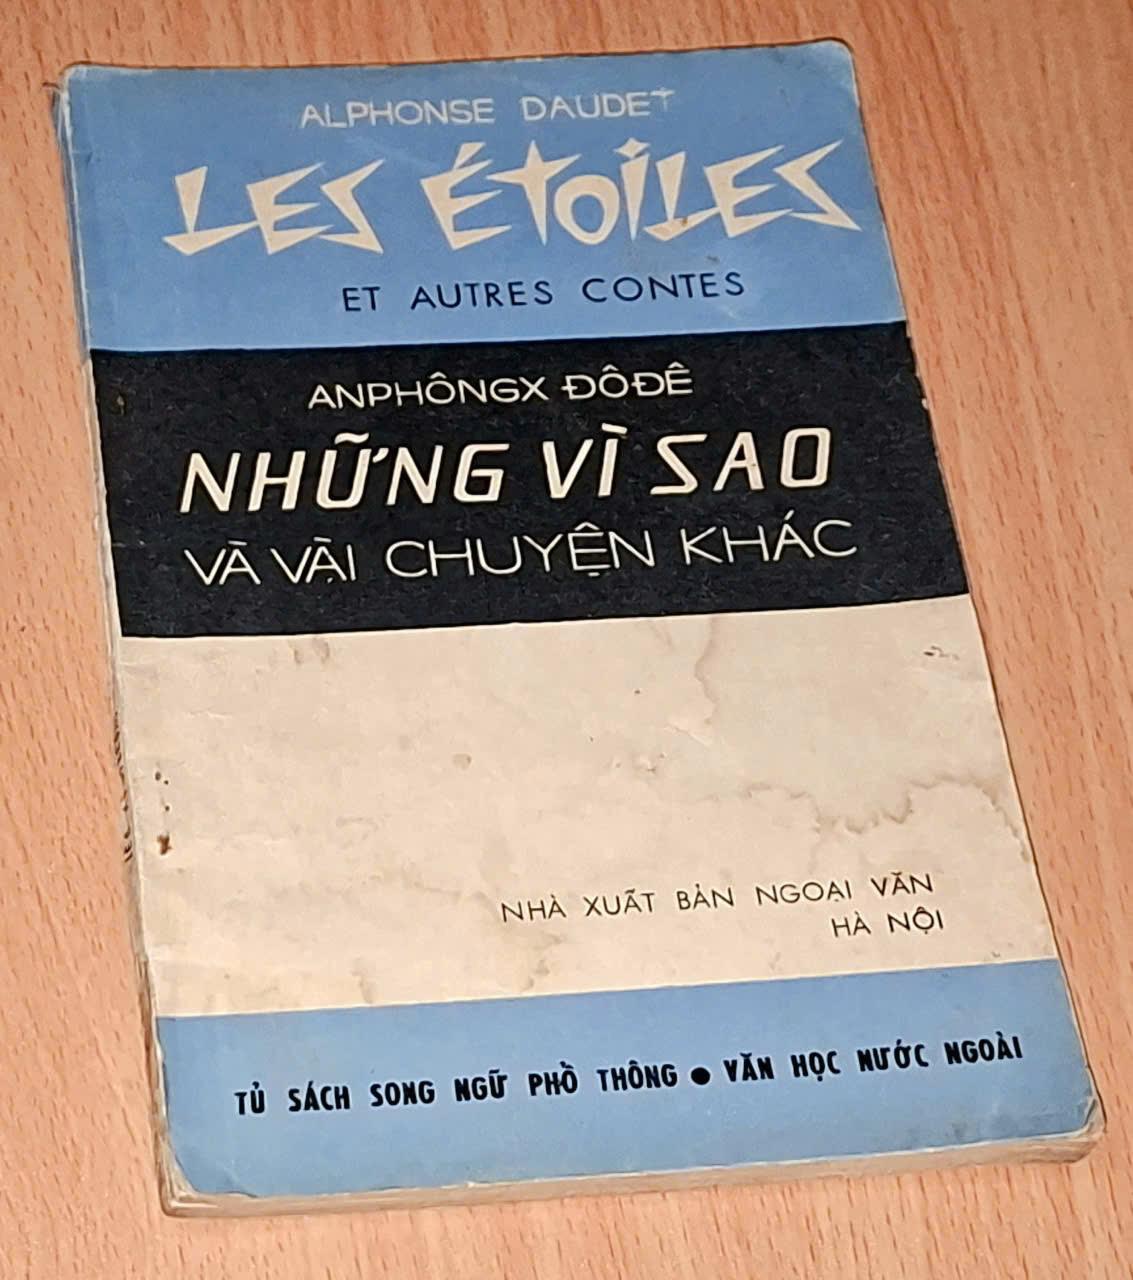 ALPHONSE DAUDET
LES ÉTOILES
ET AUTRES CONTES
ANPHÔNGX ĐÔĐÊ
NHỮNG VÌ SAO
VÀ VÀI CHUYỆN KHÁC
NHÀ XUẤT BẢN NGOẠI VĂN
HÀ NỘI
TỦ SÁCH SONG NGỮ PHỔ THÔNG ● VĂN HỌC NƯỚC NGOÀI